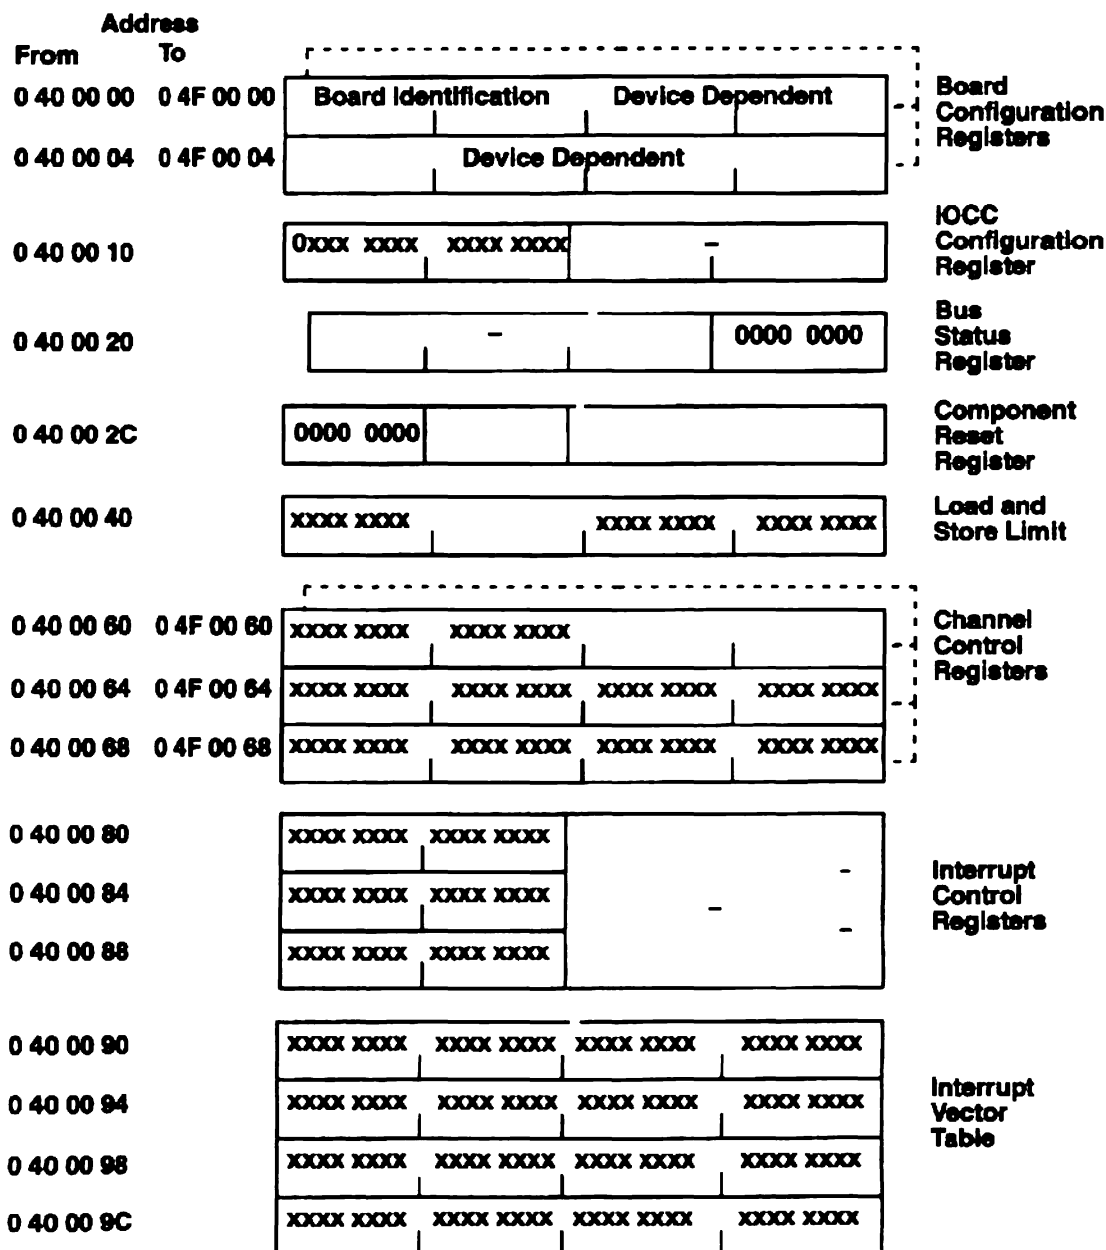 Address
From To
0 40 00 00 0 4F 00 00 Board Identification Device Dependent Board
Configuration
Registers
0 40 00 04 0 4F 00 04 Device Dependent
0 40 00 10 0xxx xxxx xxxx xxxx – IOCC
Configuration
Register
0 40 00 20 – 0000 0000 Bus
Status
Register
0 40 00 2C 0000 0000 Component
Reset
Register
0 40 00 40 xxxx xxxx xxxx xxxx xxxx xxxx Load and
Store Limit
0 40 00 60 0 4F 00 60 xxxx xxxx xxxx xxxx Channel
Control
Registers
0 40 00 64 0 4F 00 64 xxxx xxxx xxxx xxxx xxxx xxxx xxxx xxxx
0 40 00 68 0 4F 00 68 xxxx xxxx xxxx xxxx xxxx xxxx xxxx xxxx
0 40 00 80 xxxx xxxx xxxx xxxx –
0 40 00 84 xxxx xxxx xxxx xxxx – Interrupt
Control
Registers
0 40 00 88 xxxx xxxx xxxx xxxx –
0 40 00 90 xxxx xxxx xxxx xxxx xxxx xxxx xxxx xxxx
0 40 00 94 xxxx xxxx xxxx xxxx xxxx xxxx xxxx xxxx Interrupt
Vector
Table
0 40 00 98 xxxx xxxx xxxx xxxx xxxx xxxx xxxx xxxx
0 40 00 9C xxxx xxxx xxxx xxxx xxxx xxxx xxxx xxxx